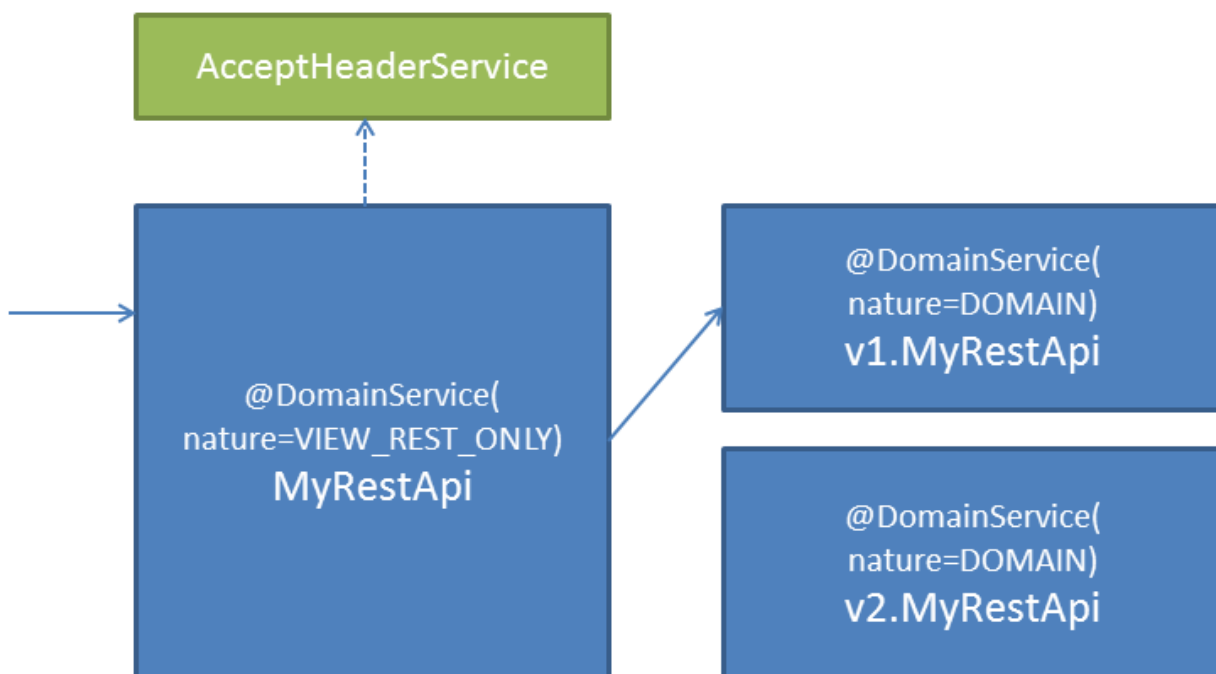 AcceptHeaderService
@DomainService(
nature=VIEW_REST_ONLY)
MyRestApi
@DomainService(
nature=DOMAIN)
v1.MyRestApi
@DomainService(
nature=DOMAIN)
v2.MyRestApi